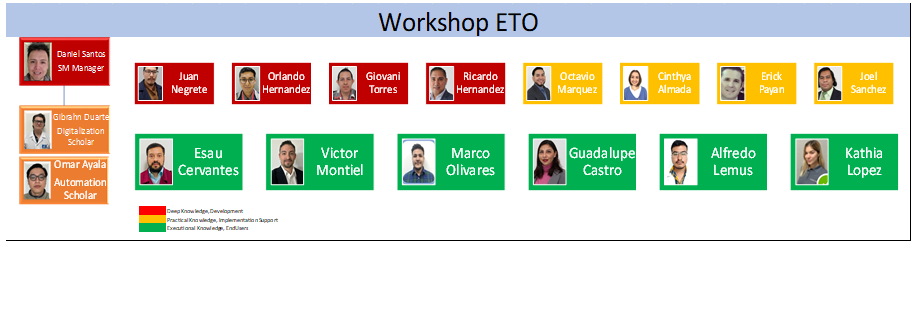 Workshop ETO
Daniel Santos
SM Manager
Gibrahn Duarte
Digitalization
Scholar
Omar Ayala
Automation
Scholar
Juan
Negrete
Orlando
Hernandez
Giovani
Torres
Ricardo
Hernandez
Octavio
Marquez
Cinthya
Almada
Erick
Payan
Joel
Sanchez
Esau
Cervantes
Victor
Montiel
Marco
Olivares
Guadalupe
Castro
Alfredo
Lemus
Kathia
Lopez
Deep Knowledge, Development
Practical Knowledge, Implementation Support
Executional Knowledge, EndUsers